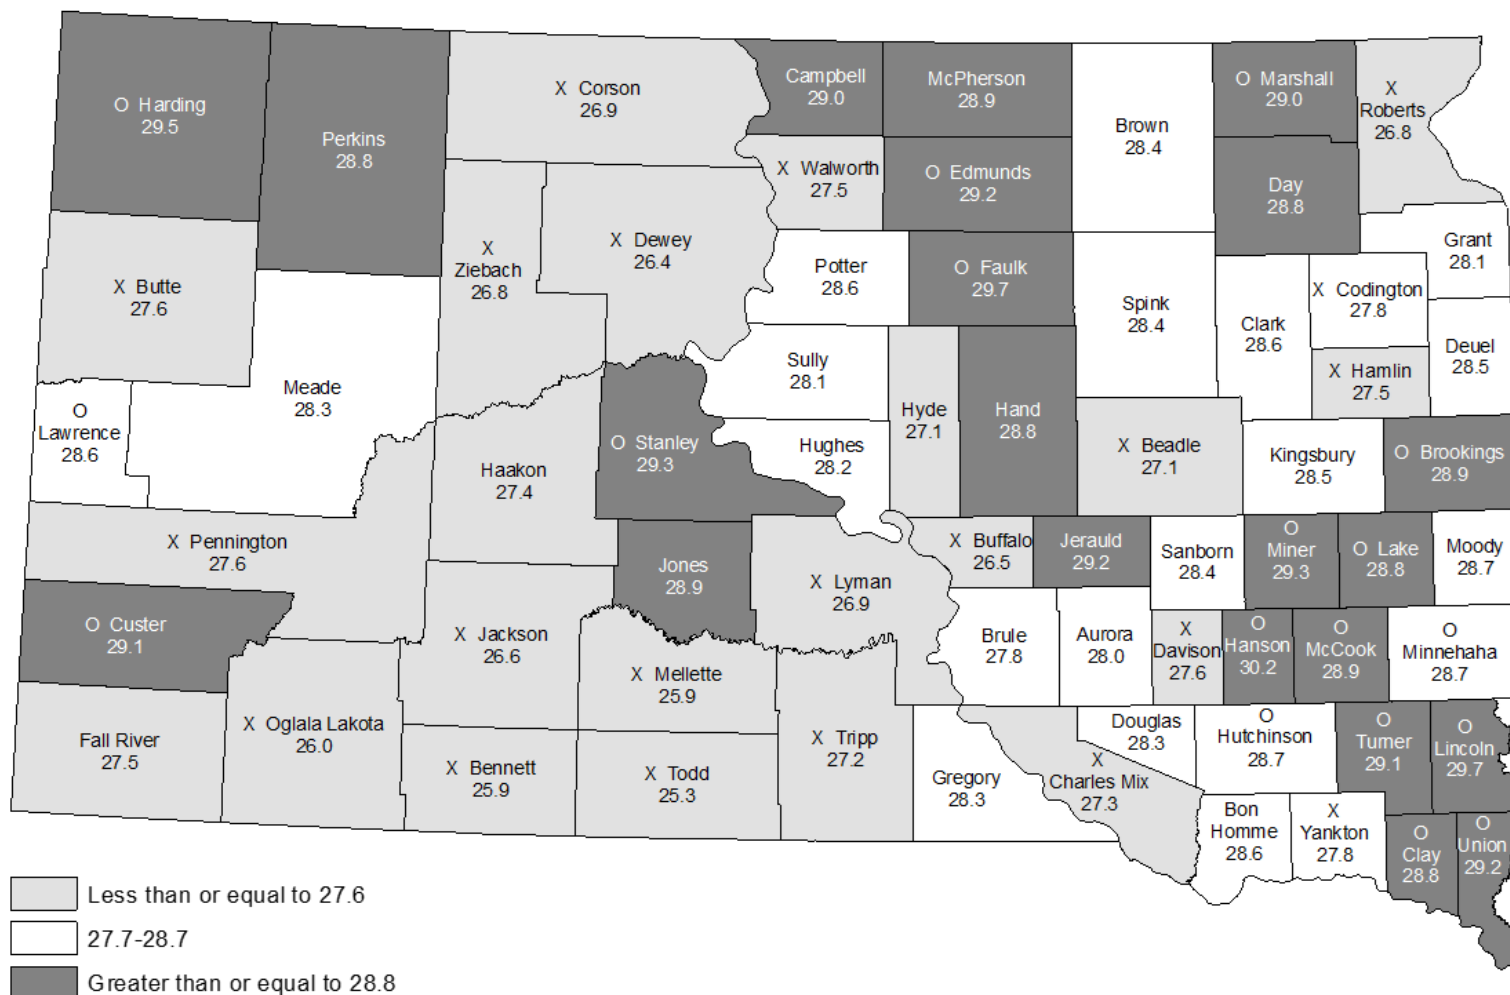 O Harding
29.5
Perkins
28.8
X Corson
26.9
Campbell
29.0
McPherson
28.9
Brown
28.4
O Marshall
29.0
X
Roberts
26.8
X Walworth
27.5
O Edmunds
29.2
Day
28.8
X Butte
27.6
X
Ziebach
26.8
X Dewey
26.4
Potter
28.6
O Faulk
29.7
Spink
28.4
Clark
28.6
X Codington
27.8
Grant
28.1
Deuel
28.5
X Hamlin
27.5
Meade
28.3
O
Lawrence
28.6
Sully
28.1
Hyde
27.1
Hand
28.8
Haakon
27.4
O Stanley
29.3
Hughes
28.2
X Beadle
27.1
Kingsbury
28.5
O Brookings
28.9
X Pennington
27.6
Jones
28.9
X Lyman
26.9
X Buffalo
26.5
Jerauld
29.2
Sanborn
28.4
O
Miner
29.3
O Lake
28.8
Moody
28.7
O Custer
29.1
X Jackson
26.6
X Mellette
25.9
Brule
27.8
Aurora
28.0
X
Davison
27.6
O
Hanson
30.2
O
McCook
28.9
O
Minnehaha
28.7
Fall River
27.5
X Oglala Lakota
26.0
X Bennett
25.9
X Todd
25.3
X Tripp
27.2
Gregory
28.3
X
Charles Mix
27.3
Douglas
28.3
O
Hutchinson
28.7
O
Turner
29.1
O
Lincoln
29.7
Bon
Homme
28.6
X
Yankton
27.8
O
Clay
28.8
O
Union
29.2
Less than or equal to 27.6
27.7-28.7
Greater than or equal to 28.8